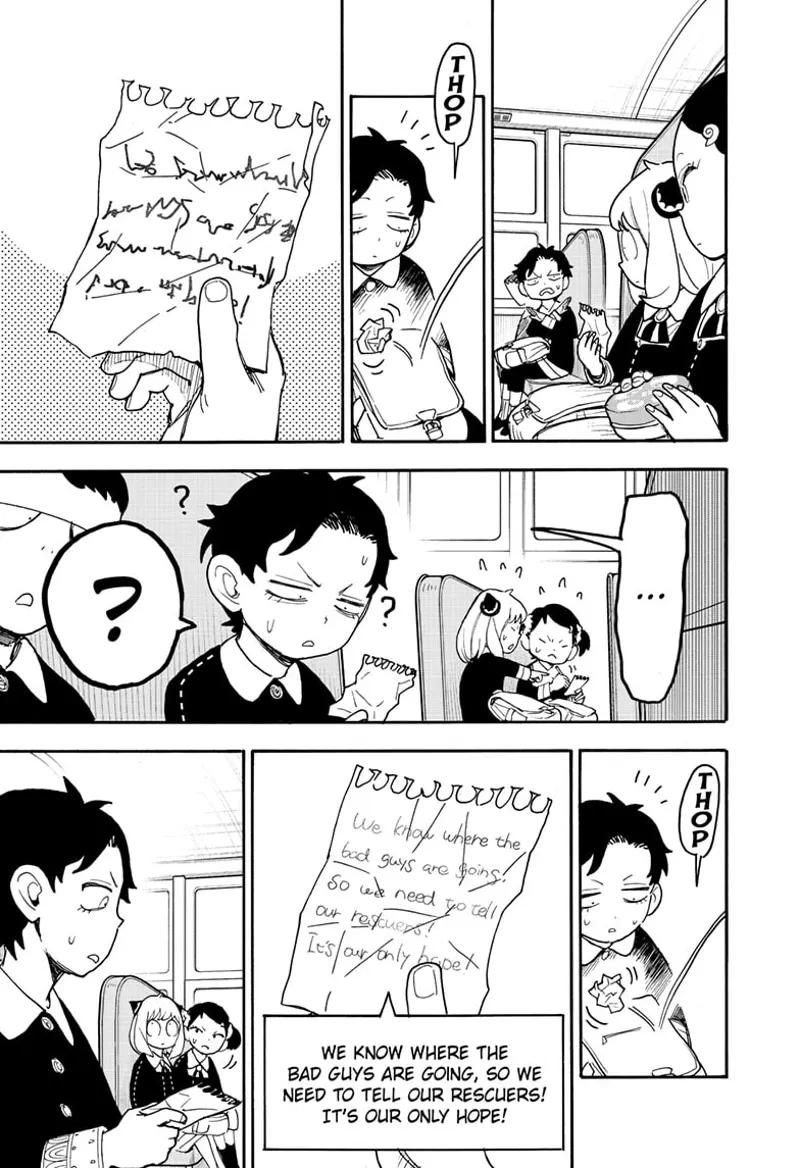 THOP
...
?
?
?
THOP
We know where the
bad guys are going!
So we need to tell
our rescuers!
It's our only hope!
WE KNOW WHERE THE
BAD GUYS ARE GOING, SO WE
NEED TO TELL OUR RESCUERS!
IT'S OUR ONLY HOPE!